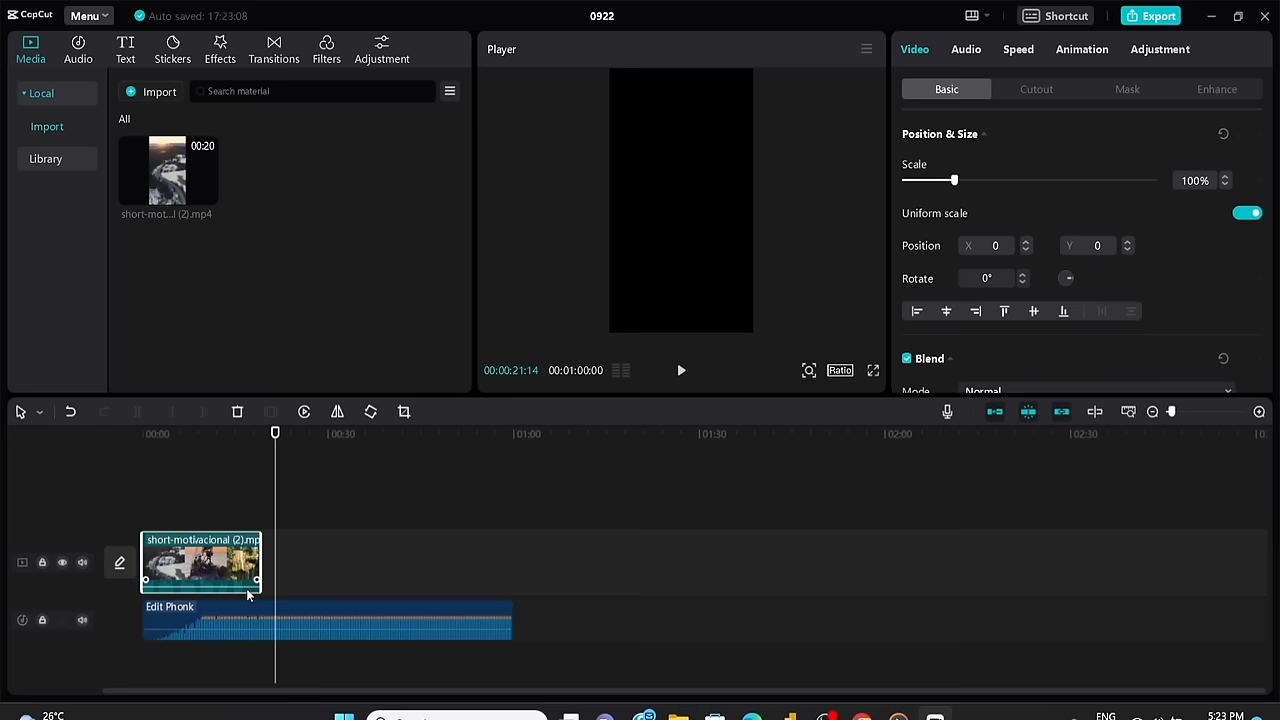 CapCut Menu Auto saved: 17:23:08 0922 Shortcut Export
Media Audio Text Stickers Effects Transitions Filters Adjustment
Local
Import
Library
Import Search material
All
00:20
short-mot...l (2).mp4
Player
00:00:21:14 00:01:00:00 Ratio
Video Audio Speed Animation Adjustment
Basic Cutout Mask Enhance
Position & Size
Scale
100%
Uniform scale
Position X 0 Y 0
Rotate 0°
Blend
Mode Normal
00:00 00:30 01:00 01:30 02:00 02:30
short-motivacional (2).mp
Edit Phonk
26°C
ENG
5:23 PM